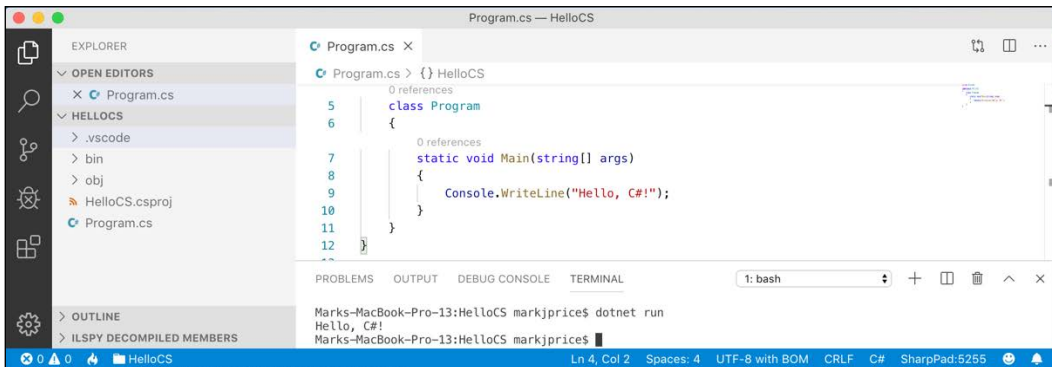 Program.cs — HelloCS
EXPLORER
OPEN EDITORS
Program.cs
HELLOCS
.vscode
bin
obj
HelloCS.csproj
Program.cs
OUTLINE
ILSPY DECOMPILED MEMBERS
Program.cs
Program.cs > {} HelloCS
0 references
5 class Program
6 {
0 references
7 static void Main(string[] args)
8 {
9 Console.WriteLine("Hello, C#!");
10 }
11 }
12 }
PROBLEMS OUTPUT DEBUG CONSOLE TERMINAL 1: bash
Marks-MacBook-Pro-13:HelloCS markjprice$ dotnet run
Hello, C#!
Marks-MacBook-Pro-13:HelloCS markjprice$
0 0 HelloCS Ln 4, Col 2 Spaces: 4 UTF-8 with BOM CRLF C# SharpPad:5255